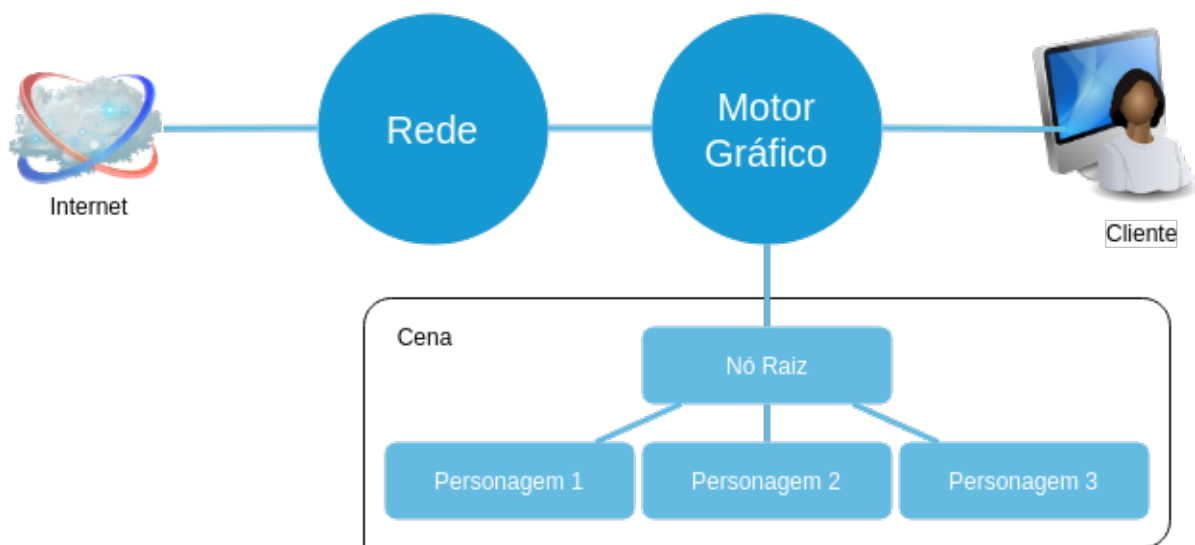 Internet
Rede
Motor
Gráfico
Cliente
Cena
Nó Raiz
Personagem 1
Personagem 2
Personagem 3